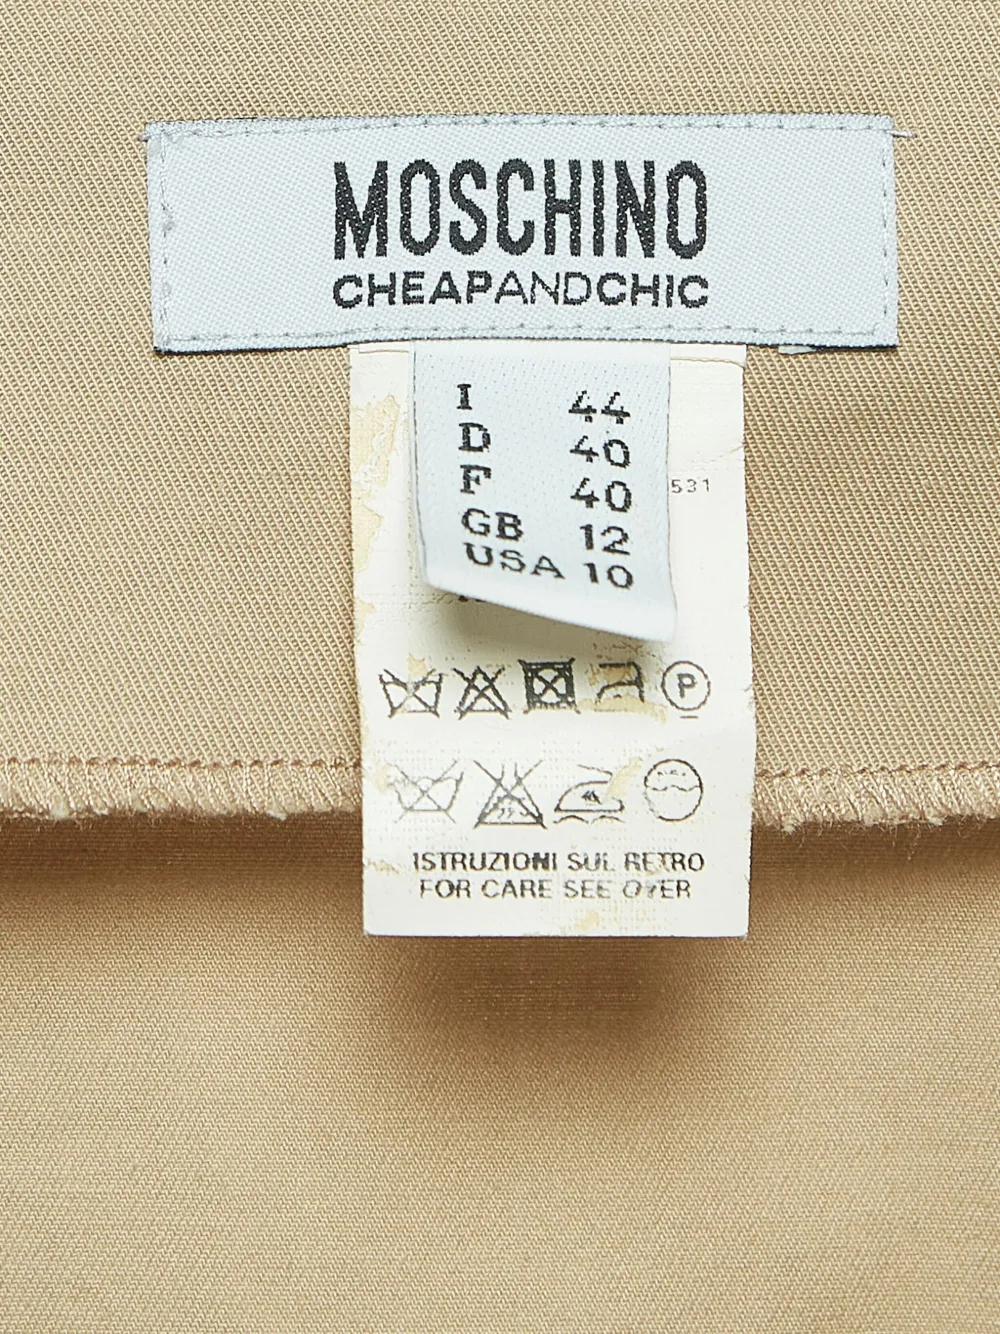 MOSCHINO
CHEAPANDCHIC
I 44
D 40
F 40
GB 12
USA 10
531
P
ISTRUZIONI SUL RETRO
FOR CARE SEE OVER